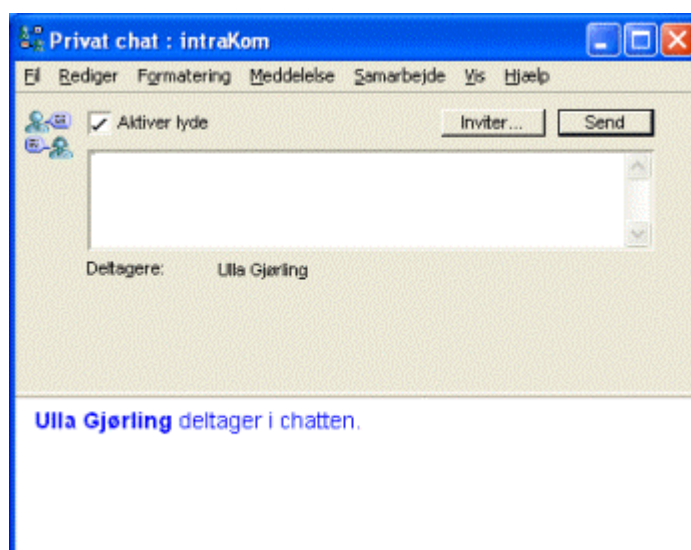 Privat chat : intraKom
Fil Rediger Formatering Meddelelse Samarbejde Vis Hjælp
Aktiver lyde Inviter... Send
Deltagere: Ulla Gjørling
Ulla Gjørling deltager i chatten.